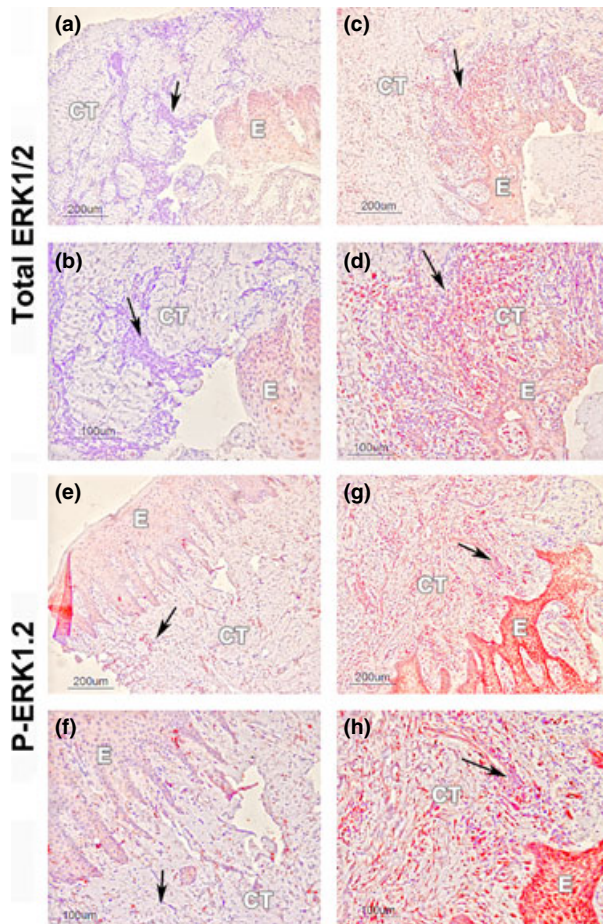 Total ERK1/2
(a)
CT
E
200um
(c)
CT
E
200um
(b)
CT
E
100um
(d)
CT
E
100um
P-ERK1.2
(e)
E
CT
200um
(g)
CT
E
200um
(f)
E
CT
100um
(h)
CT
E
100um